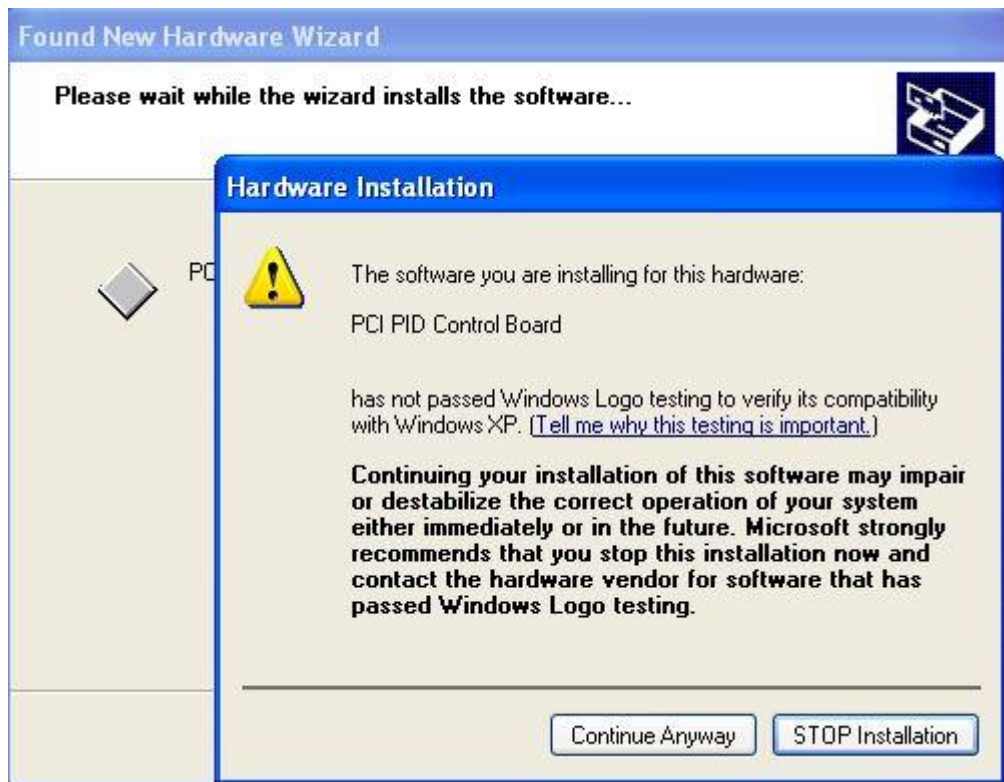 Found New Hardware Wizard
Please wait while the wizard installs the software...
Hardware Installation
PC
The software you are installing for this hardware:
PCI PID Control Board
has not passed Windows Logo testing to verify its compatibility
with Windows XP. (Tell me why this testing is important.)
Continuing your installation of this software may impair
or destabilize the correct operation of your system
either immediately or in the future. Microsoft strongly
recommends that you stop this installation now and
contact the hardware vendor for software that has
passed Windows Logo testing.
Continue Anyway
STOP Installation